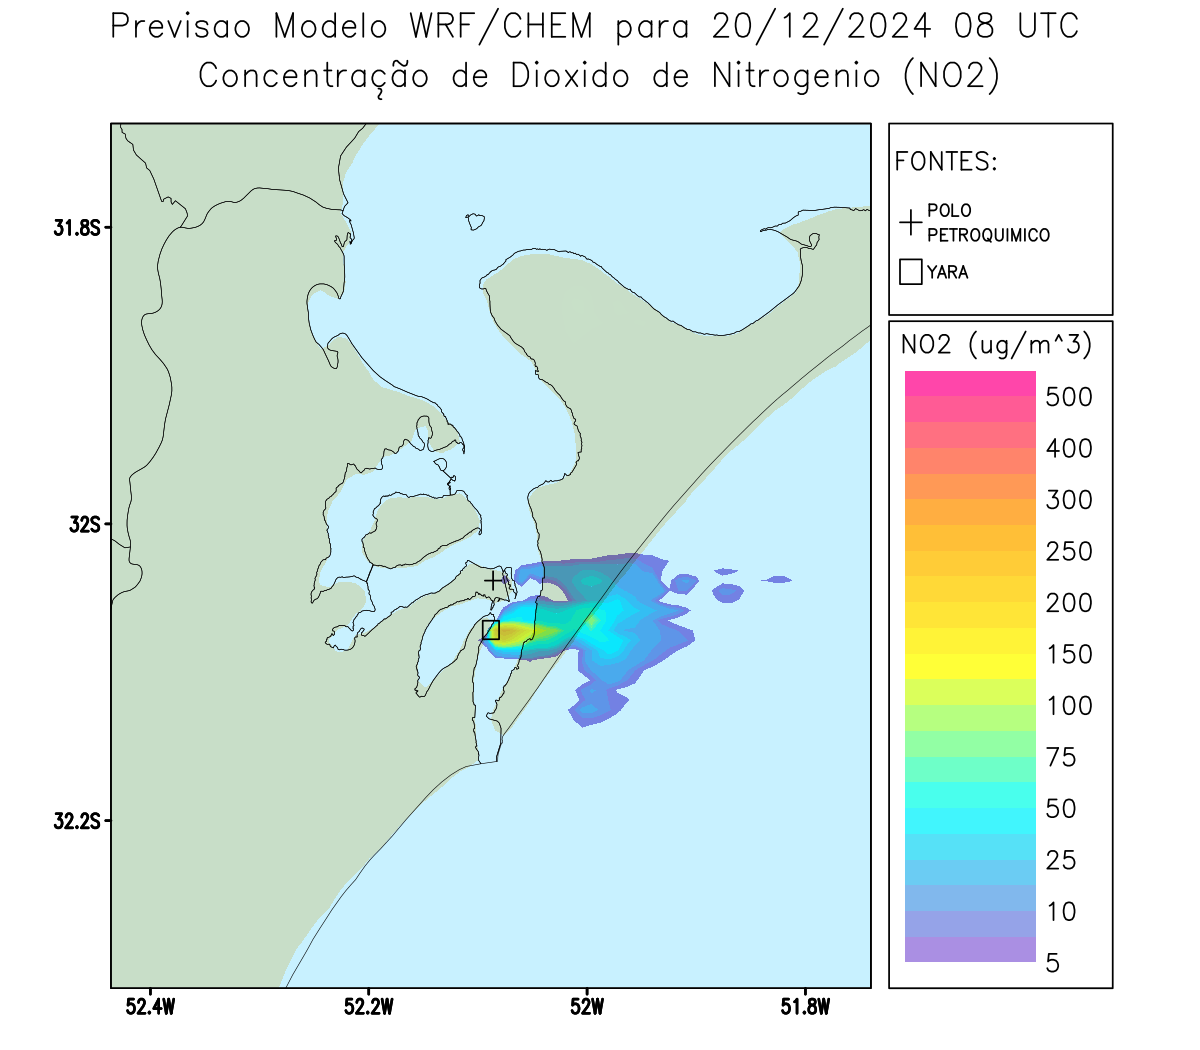 Previsao Modelo WRF/CHEM para 20/12/2024 08 UTC
Concentração de Dioxido de Nitrogenio (NO2)
FONTES:
POLO
PETROQUIMICO
YARA
NO2 (ug/m^3)
500
400
300
250
200
150
100
75
50
25
10
5
31.8S
32S
32.2S
52.4W
52.2W
52W
51.8W